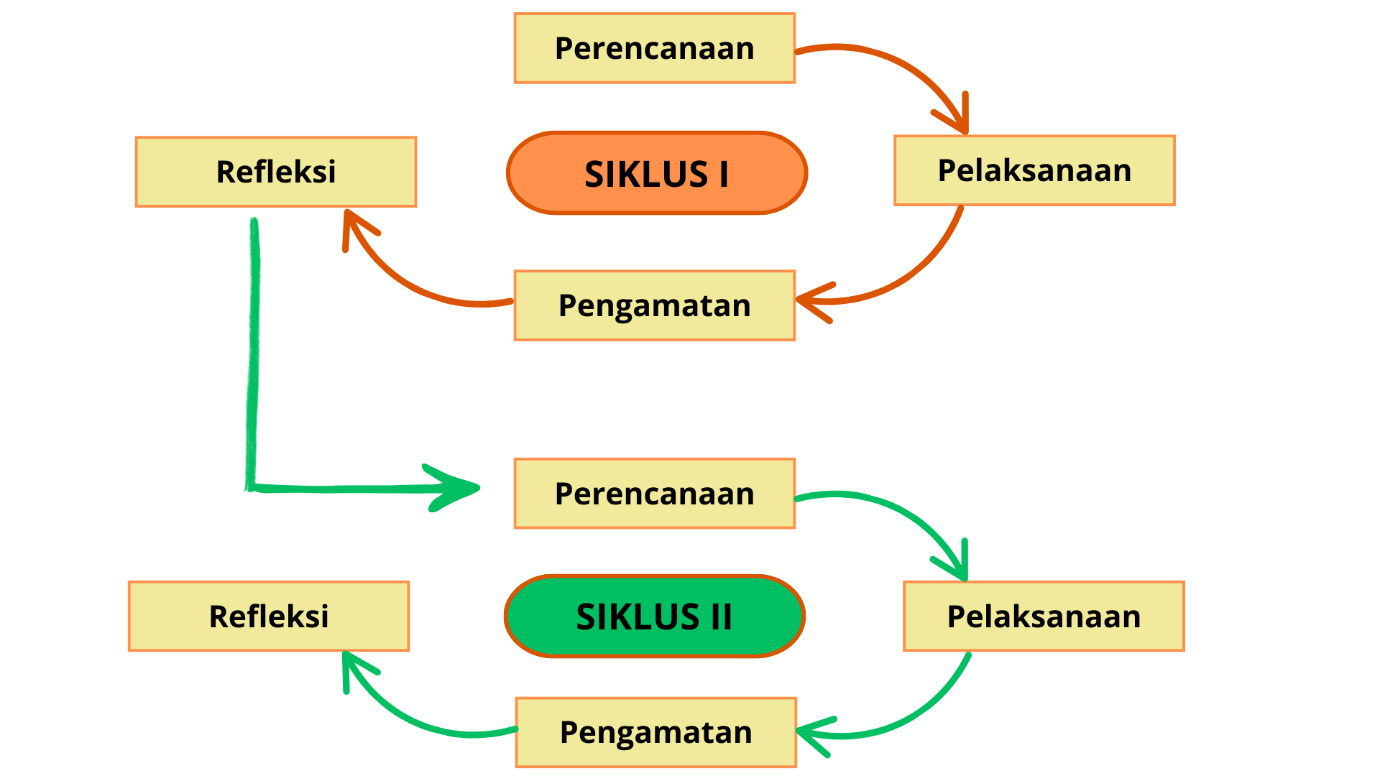 Perencanaan
Refleksi
SIKLUS I
Pelaksanaan
Pengamatan
Perencanaan
Refleksi
SIKLUS II
Pelaksanaan
Pengamatan